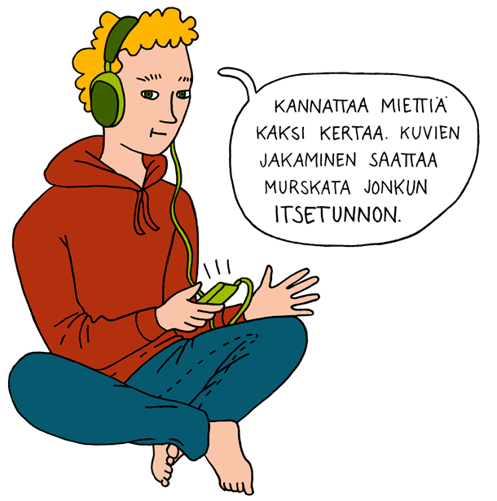 KANNATTAA MIETTIÄ
KAKSI KERTAA. KUVIEN
JAKAMINEN SAATTAA
MURSKATA JONKUN
ITSETUNNON.